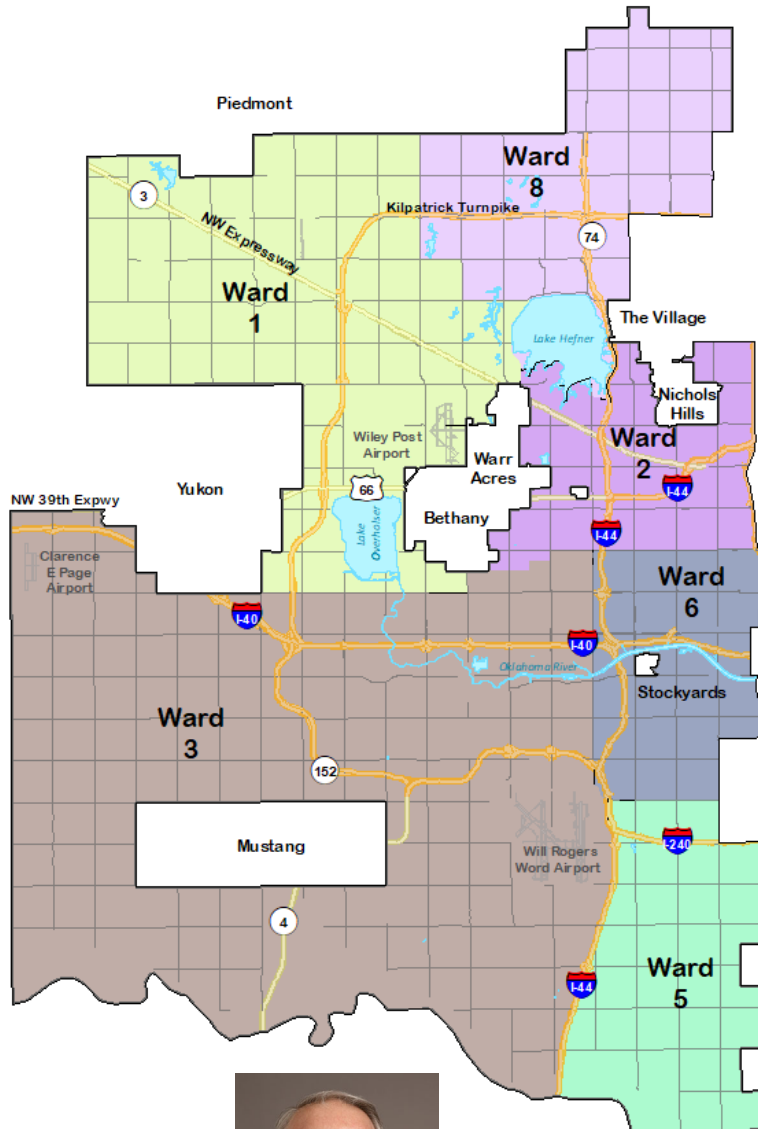 Piedmont
Ward
8
3
Kilpatrick Turnpike
NW Expressway
74
Ward
1
The Village
Lake Hefner
Nichols
Hills
Wiley Post
Airport
Warr
Acres
Ward
2
Yukon
66
I-44
NW 39th Expwy
Bethany
Lake
Overholser
I-44
Clarence
E Page
Airport
Ward
6
I-40
I-40
Oklahoma River
Stockyards
Ward
3
152
Mustang
Will Rogers
Word Airport
I-240
4
Ward
5
I-44